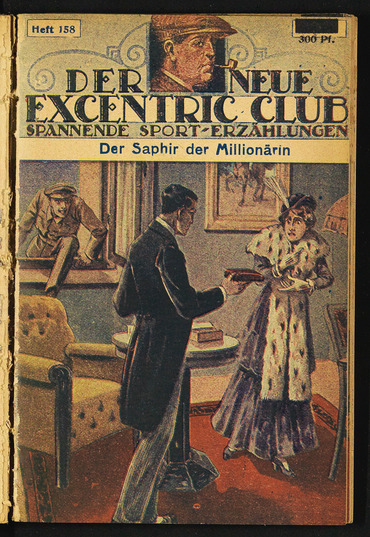 Heft 158
300 Pf.
DER NEUE
EXCENTRIC CLUB
SPANNENDE SPORT-ERZÄHLUNGEN
Der Saphir der Millionärin